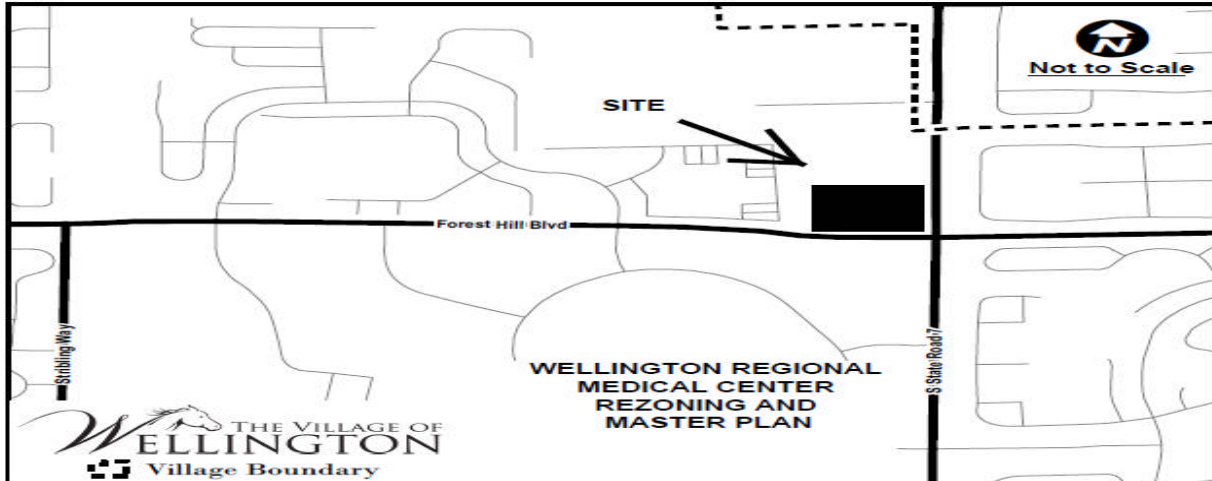 N
Not to Scale
SITE
Forest Hill Blvd
Stribling Way
S State Road 7
WELLINGTON REGIONAL
MEDICAL CENTER
REZONING AND
MASTER PLAN
THE VILLAGE OF
WELLINGTON
Village Boundary